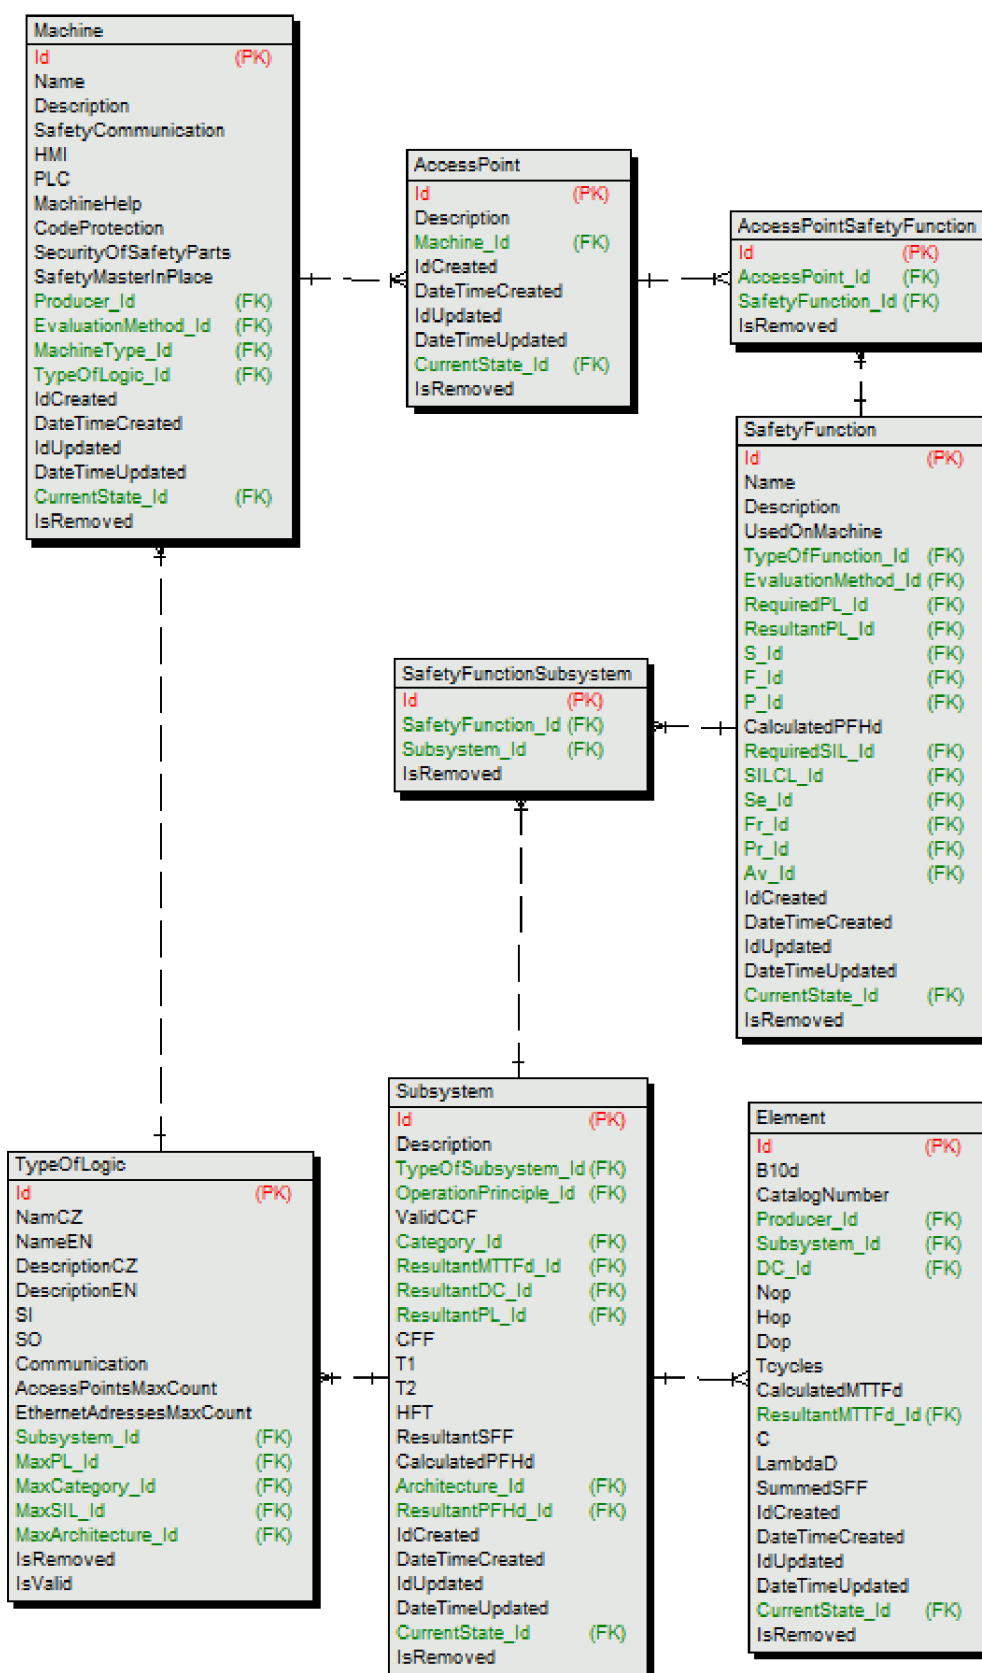 Machine
Id (PK)
Name
Description
SafetyCommunication
HMI
PLC
MachineHelp
CodeProtection
SecurityOfSafetyParts
SafetyMasterInPlace
Producer_Id (FK)
EvaluationMethod_Id (FK)
MachineType_Id (FK)
TypeOfLogic_Id (FK)
IdCreated
DateTimeCreated
IdUpdated
DateTimeUpdated
CurrentState_Id (FK)
IsRemoved
AccessPoint
Id (PK)
Description
Machine_Id (FK)
IdCreated
DateTimeCreated
IdUpdated
DateTimeUpdated
CurrentState_Id (FK)
IsRemoved
AccessPointSafetyFunction
Id (PK)
AccessPoint_Id (FK)
SafetyFunction_Id (FK)
IsRemoved
SafetyFunction
Id (PK)
Name
Description
UsedOnMachine
TypeOfFunction_Id (FK)
EvaluationMethod_Id (FK)
RequiredPL_Id (FK)
ResultantPL_Id (FK)
S_Id (FK)
F_Id (FK)
P_Id (FK)
CalculatedPFHd
RequiredSIL_Id (FK)
SILCL_Id (FK)
Se_Id (FK)
Fr_Id (FK)
Pr_Id (FK)
Av_Id (FK)
IdCreated
DateTimeCreated
IdUpdated
DateTimeUpdated
CurrentState_Id (FK)
IsRemoved
SafetyFunctionSubsystem
Id (PK)
SafetyFunction_Id (FK)
Subsystem_Id (FK)
IsRemoved
TypeOfLogic
Id (PK)
NamCZ
NameEN
DescriptionCZ
DescriptionEN
SI
SO
Communication
AccessPointsMaxCount
EthernetAdressesMaxCount
Subsystem_Id (FK)
MaxPL_Id (FK)
MaxCategory_Id (FK)
MaxSIL_Id (FK)
MaxArchitecture_Id (FK)
IsRemoved
IsValid
Subsystem
Id (PK)
Description
TypeOfSubsystem_Id (FK)
OperationPrinciple_Id (FK)
ValidCCF
Category_Id (FK)
ResultantMTTFd_Id (FK)
ResultantDC_Id (FK)
ResultantPL_Id (FK)
CFF
T1
T2
HFT
ResultantSFF
CalculatedPFHd
Architecture_Id (FK)
ResultantPFHd_Id (FK)
IdCreated
DateTimeCreated
IdUpdated
DateTimeUpdated
CurrentState_Id (FK)
IsRemoved
Element
Id (PK)
B10d
CatalogNumber
Producer_Id (FK)
Subsystem_Id (FK)
DC_Id (FK)
Nop
Hop
Dop
Tcycles
CalculatedMTTFd
ResultantMTTFd_Id (FK)
C
LambdaD
SummedSFF
IdCreated
DateTimeCreated
IdUpdated
DateTimeUpdated
CurrentState_Id (FK)
IsRemoved